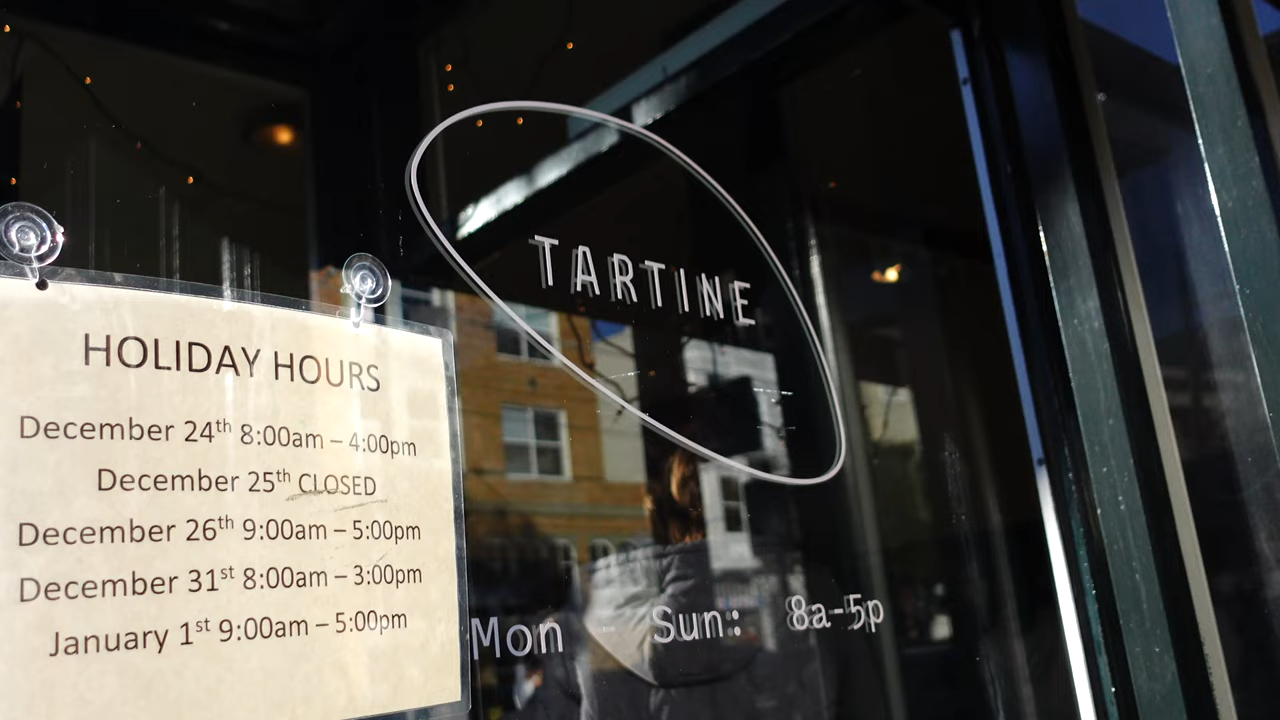 TARTINE
HOLIDAY HOURS
December 24th 8:00am – 4:00pm
December 25th CLOSED
December 26th 9:00am – 5:00pm
December 31st 8:00am – 3:00pm
January 1st 9:00am – 5:00pm
Mon - Sun: 8a-5p